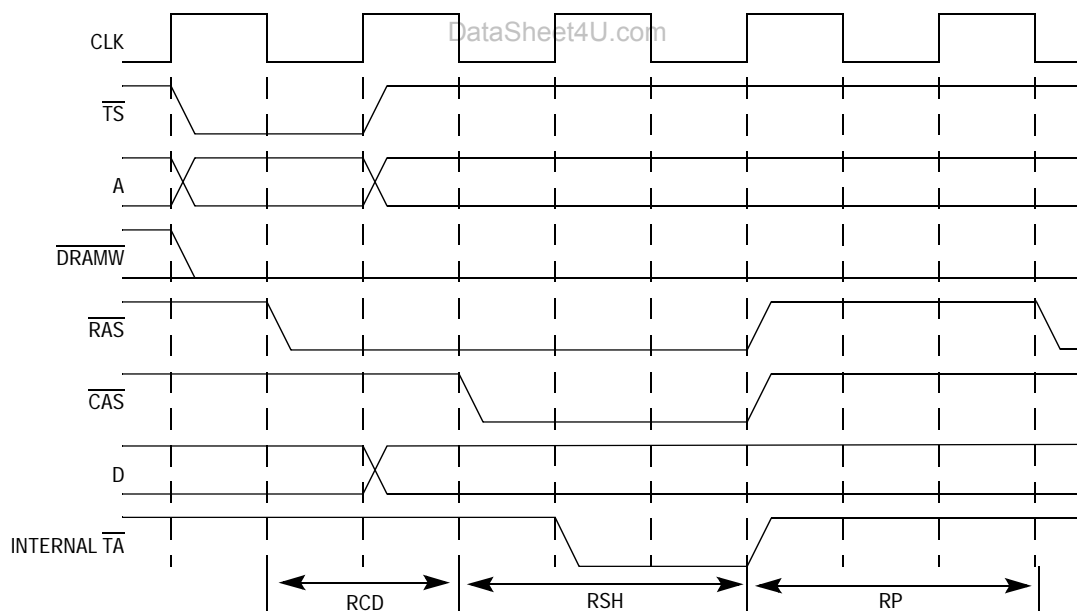 DataSheet4U.com
CLK
TS
A
DRAMW
RAS
CAS
D
INTERNAL TA
RCD
RSH
RP